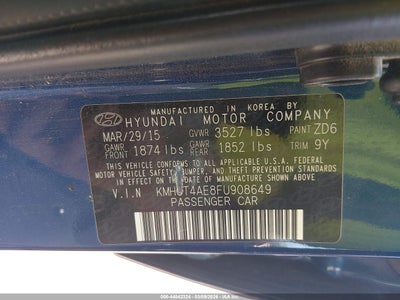 MANUFACTURED IN KOREA BY
HYUNDAI MOTOR COMPANY
MAR/29/15 GVWR 3527 lbs PAINT ZD6
GAWR FRONT 1874 lbs GAWR REAR 1852 lbs TRIM 9Y
THIS VEHICLE CONFORMS TO ALL APPLICABLE U.S.A. FEDERAL
MOTOR VEHICLE SAFETY, BUMPER, AND THEFT PREVENTION
STANDARDS IN EFFECT ON THE DATE OF MANUFACTURE
SHOWN ABOVE.
V.I.N KMHCT4AE8FU908649
PASSENGER CAR